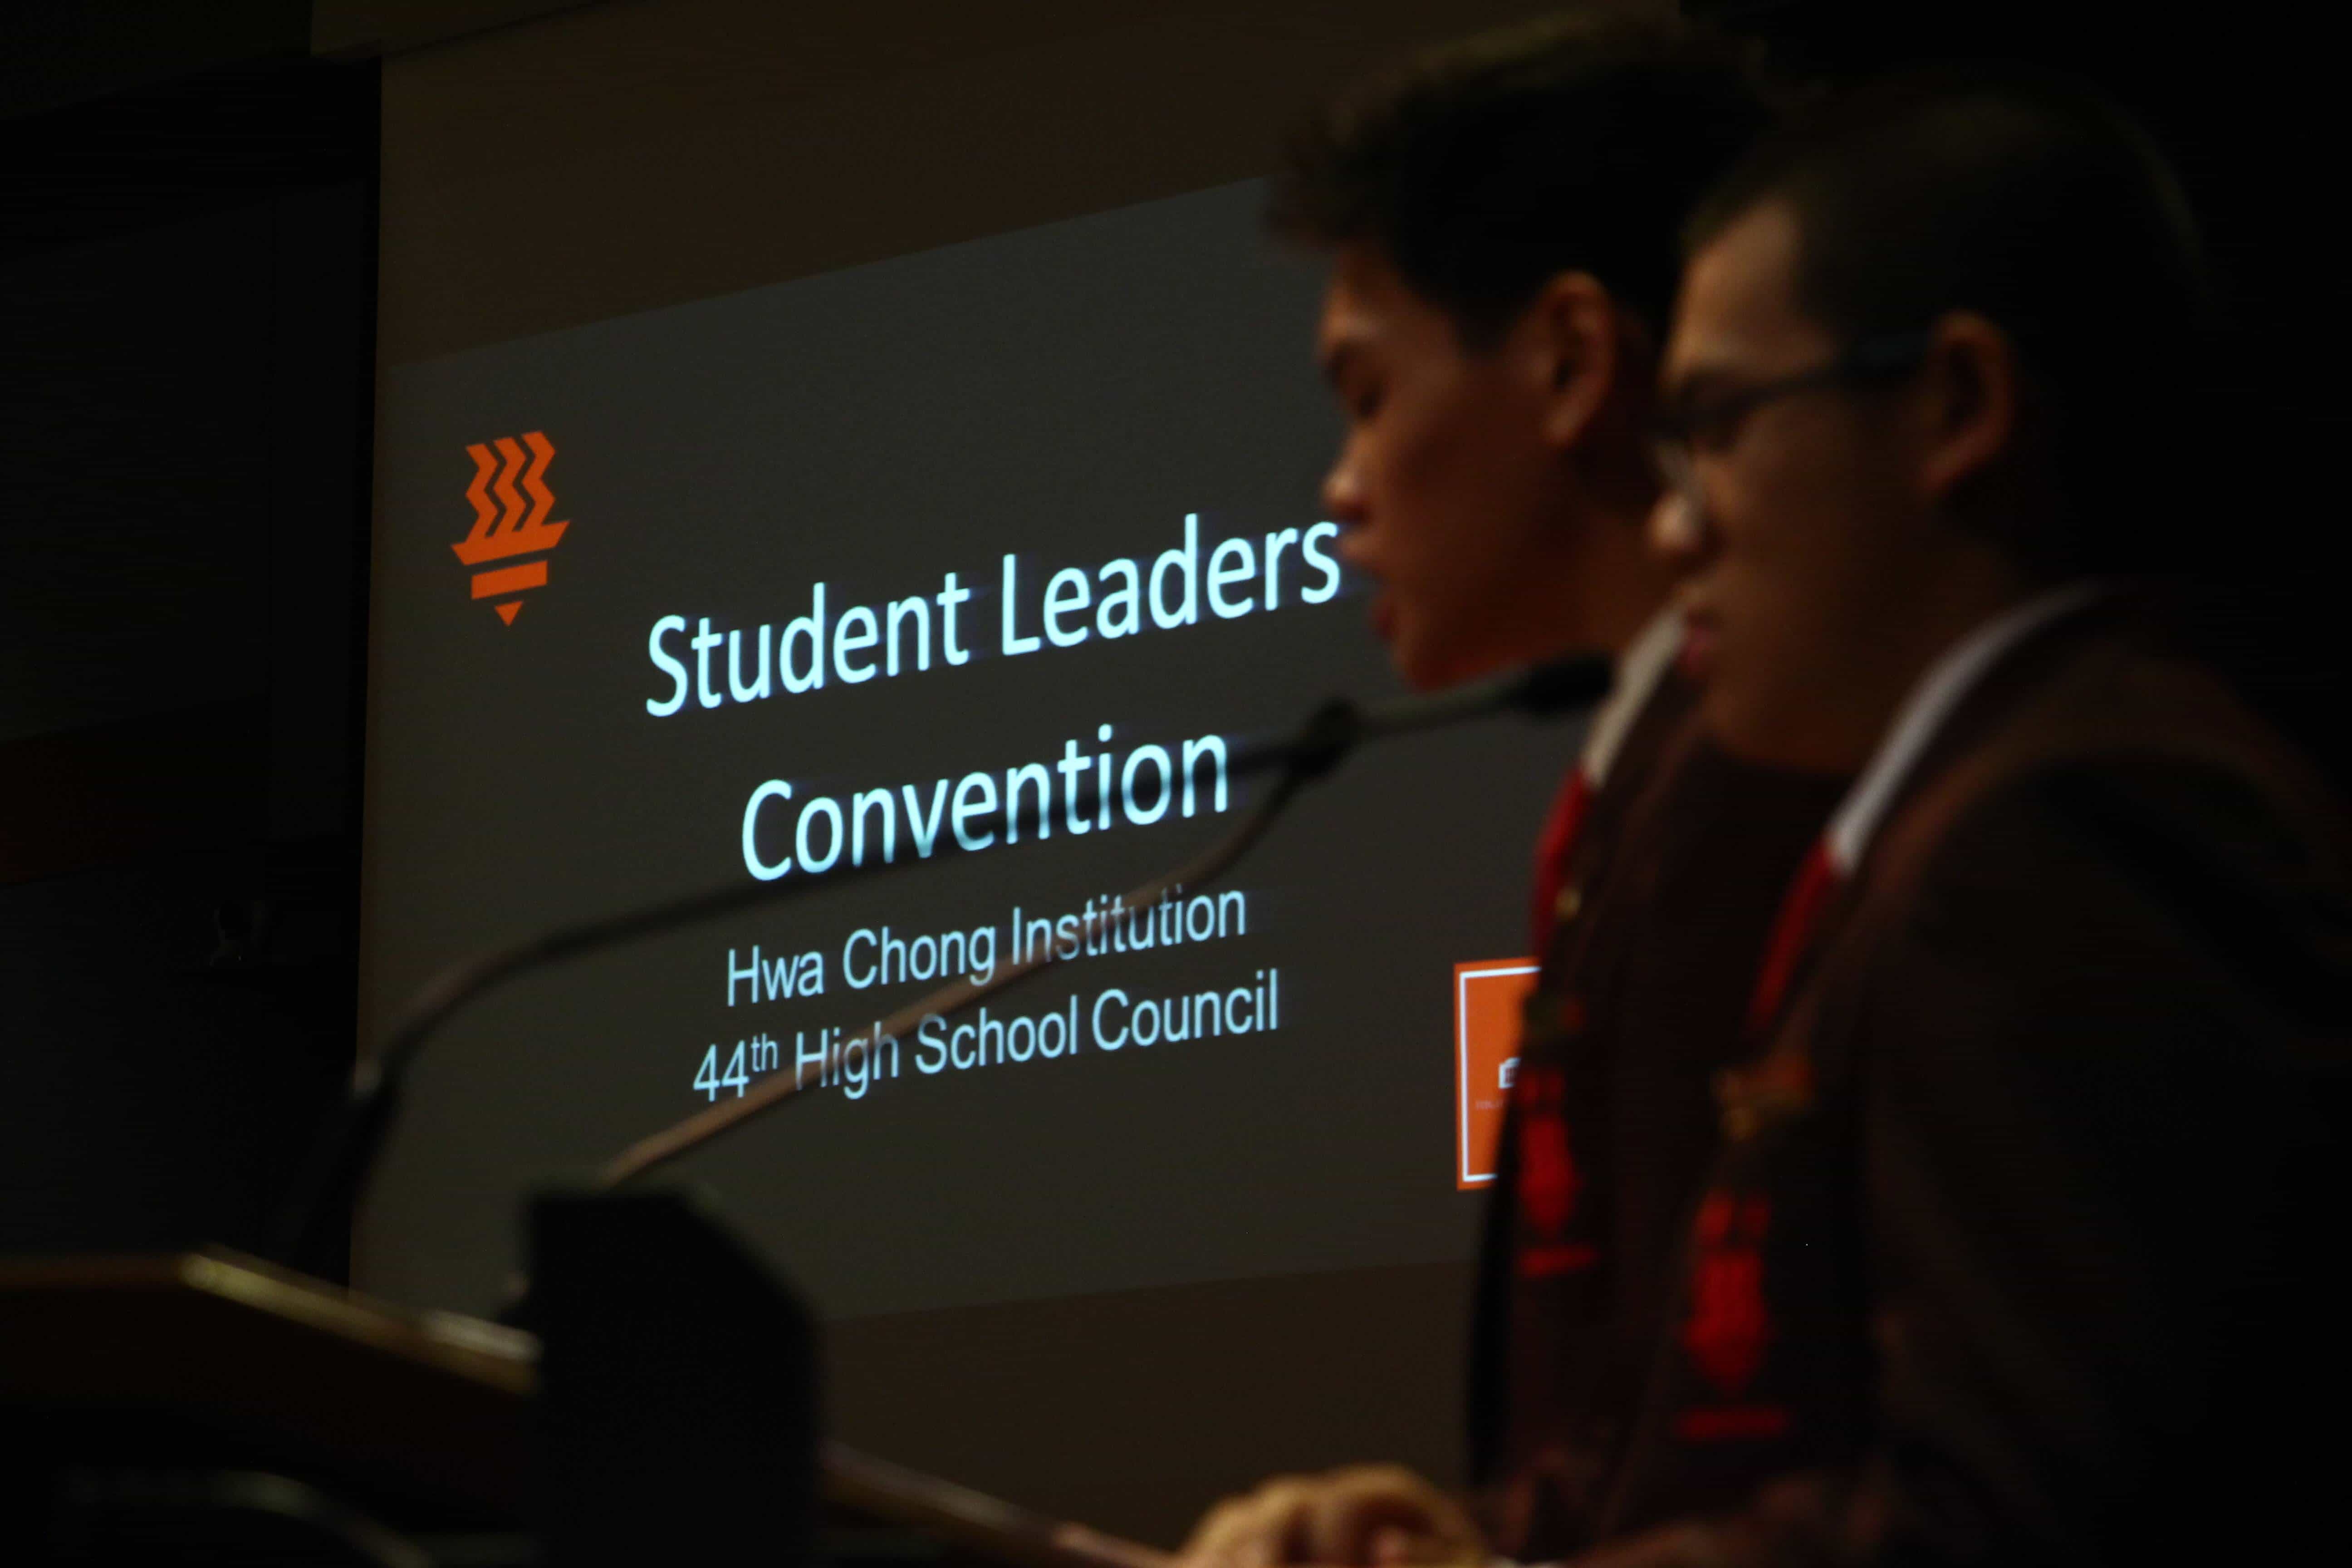 Student Leaders
Convention
Hwa Chong Institution
44th High School Council